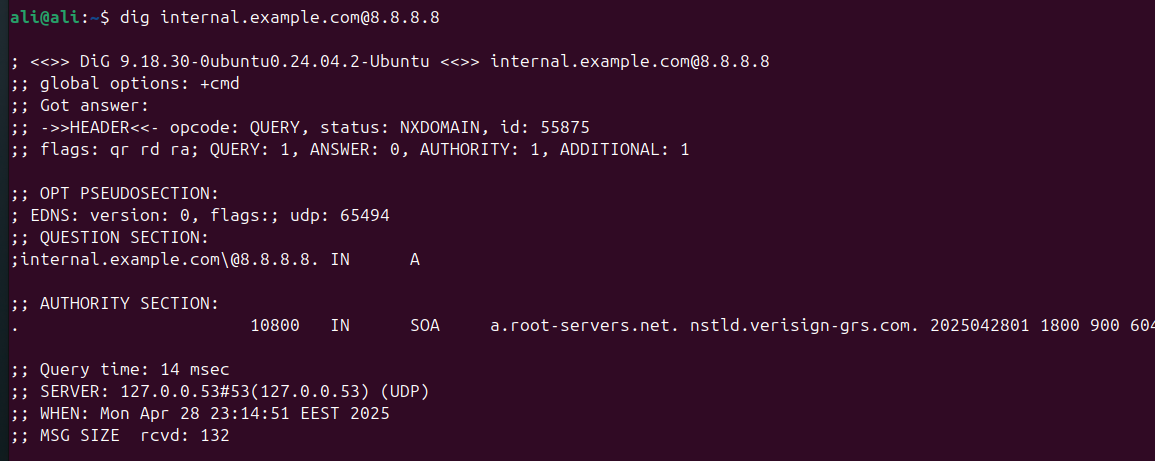 ali@ali:~$ dig internal.example.com@8.8.8.8
; <<>> DiG 9.18.30-0ubuntu0.24.04.2-Ubuntu <<>> internal.example.com@8.8.8.8
;; global options: +cmd
;; Got answer:
;; ->>HEADER<<- opcode: QUERY, status: NXDOMAIN, id: 55875
;; flags: qr rd ra; QUERY: 1, ANSWER: 0, AUTHORITY: 1, ADDITIONAL: 1
;; OPT PSEUDOSECTION:
; EDNS: version: 0, flags:; udp: 65494
;; QUESTION SECTION:
;internal.example.com\@8.8.8.8. IN A
;; AUTHORITY SECTION:
. 10800 IN SOA a.root-servers.net. nstld.verisign-grs.com. 2025042801 1800 900 604
;; Query time: 14 msec
;; SERVER: 127.0.0.53#53(127.0.0.53) (UDP)
;; WHEN: Mon Apr 28 23:14:51 EEST 2025
;; MSG SIZE rcvd: 132